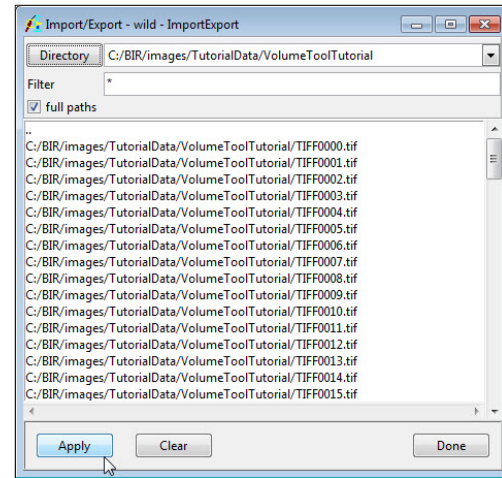 Import/Export - wild - ImportExport
Directory C:/BIR/images/TutorialData/VolumeToolTutorial
Filter *
full paths
..
C:/BIR/images/TutorialData/VolumeToolTutorial/TIFF0000.tif
C:/BIR/images/TutorialData/VolumeToolTutorial/TIFF0001.tif
C:/BIR/images/TutorialData/VolumeToolTutorial/TIFF0002.tif
C:/BIR/images/TutorialData/VolumeToolTutorial/TIFF0003.tif
C:/BIR/images/TutorialData/VolumeToolTutorial/TIFF0004.tif
C:/BIR/images/TutorialData/VolumeToolTutorial/TIFF0005.tif
C:/BIR/images/TutorialData/VolumeToolTutorial/TIFF0006.tif
C:/BIR/images/TutorialData/VolumeToolTutorial/TIFF0007.tif
C:/BIR/images/TutorialData/VolumeToolTutorial/TIFF0008.tif
C:/BIR/images/TutorialData/VolumeToolTutorial/TIFF0009.tif
C:/BIR/images/TutorialData/VolumeToolTutorial/TIFF0010.tif
C:/BIR/images/TutorialData/VolumeToolTutorial/TIFF0011.tif
C:/BIR/images/TutorialData/VolumeToolTutorial/TIFF0012.tif
C:/BIR/images/TutorialData/VolumeToolTutorial/TIFF0013.tif
C:/BIR/images/TutorialData/VolumeToolTutorial/TIFF0014.tif
C:/BIR/images/TutorialData/VolumeToolTutorial/TIFF0015.tif
Apply Clear Done